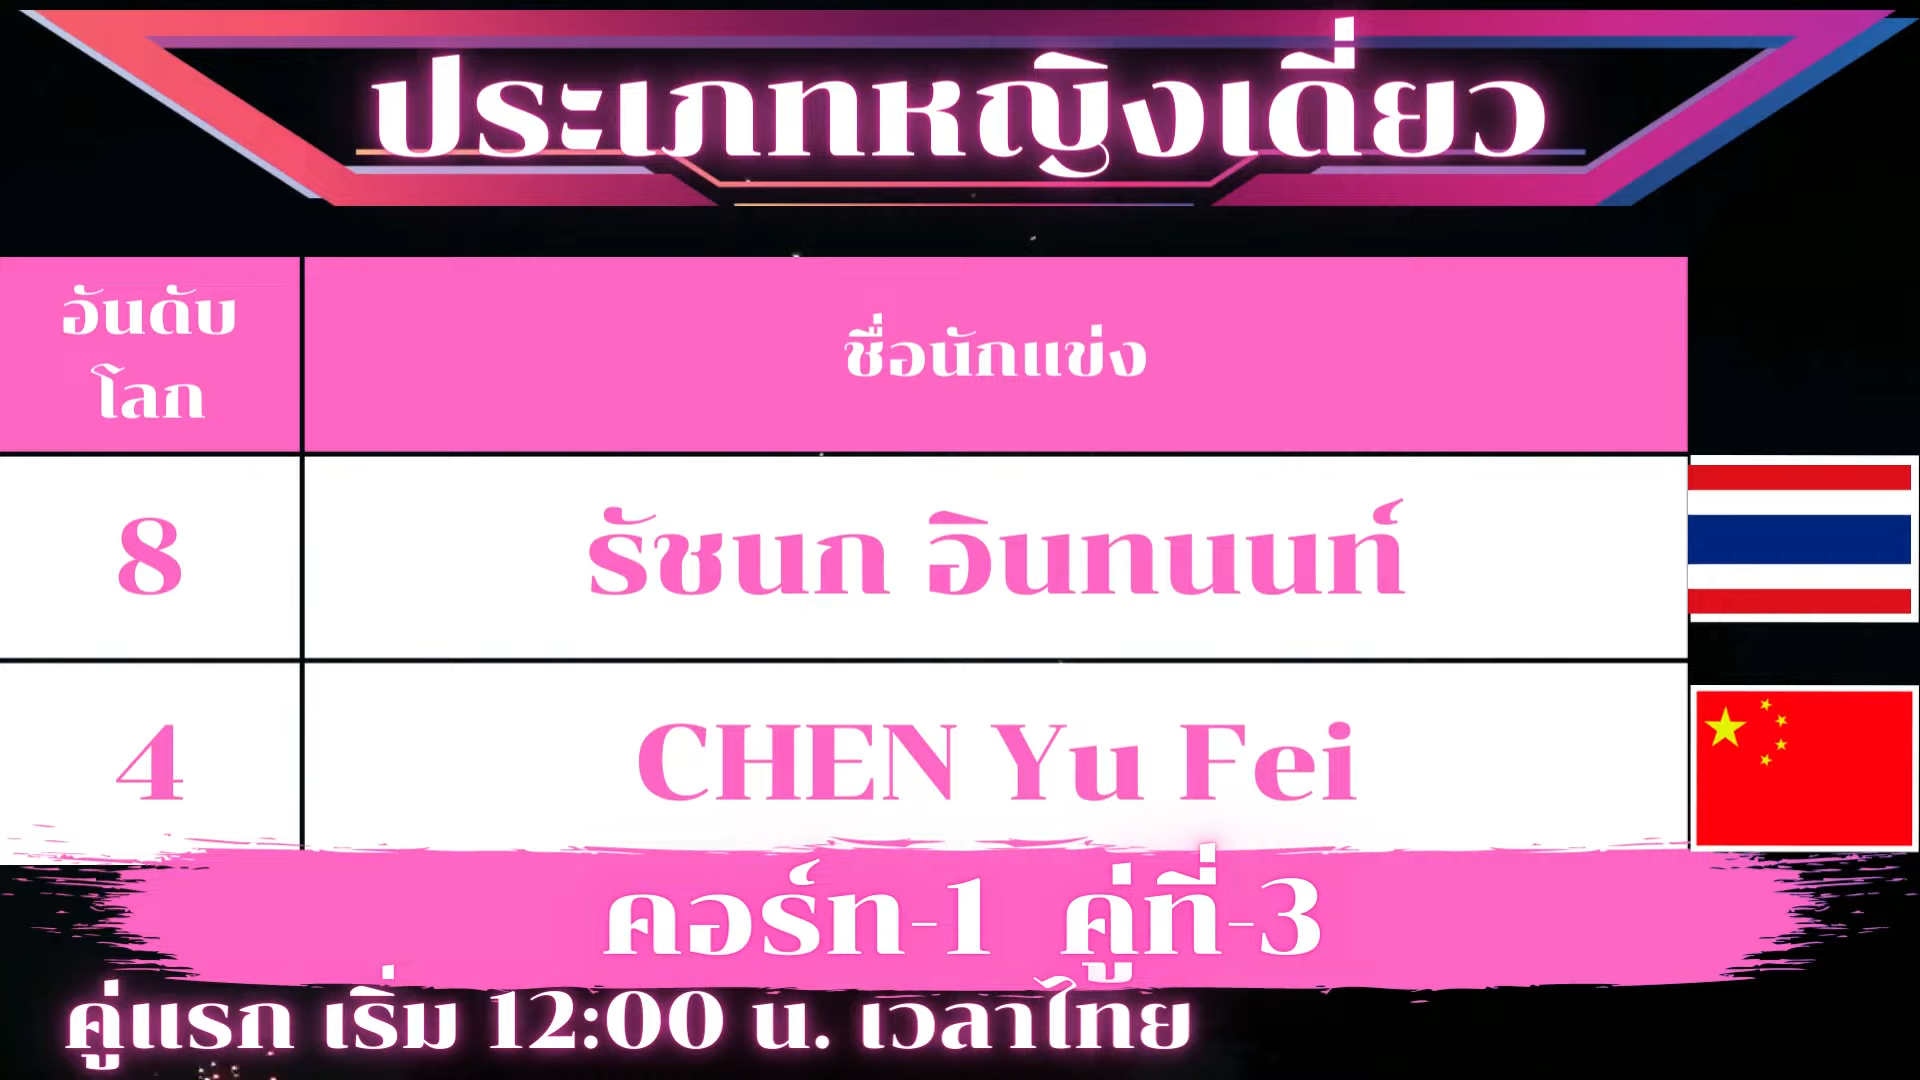 ประเภทหญิงเดี่ยว
อันดับ
โลก
ชื่อนักแข่ง
8
รัชนก อินทนนท์
4
CHEN Yu Fei
คอร์ท-1 คู่ที่-3
คู่แรก เริ่ม 12:00 น. เวลาไทย